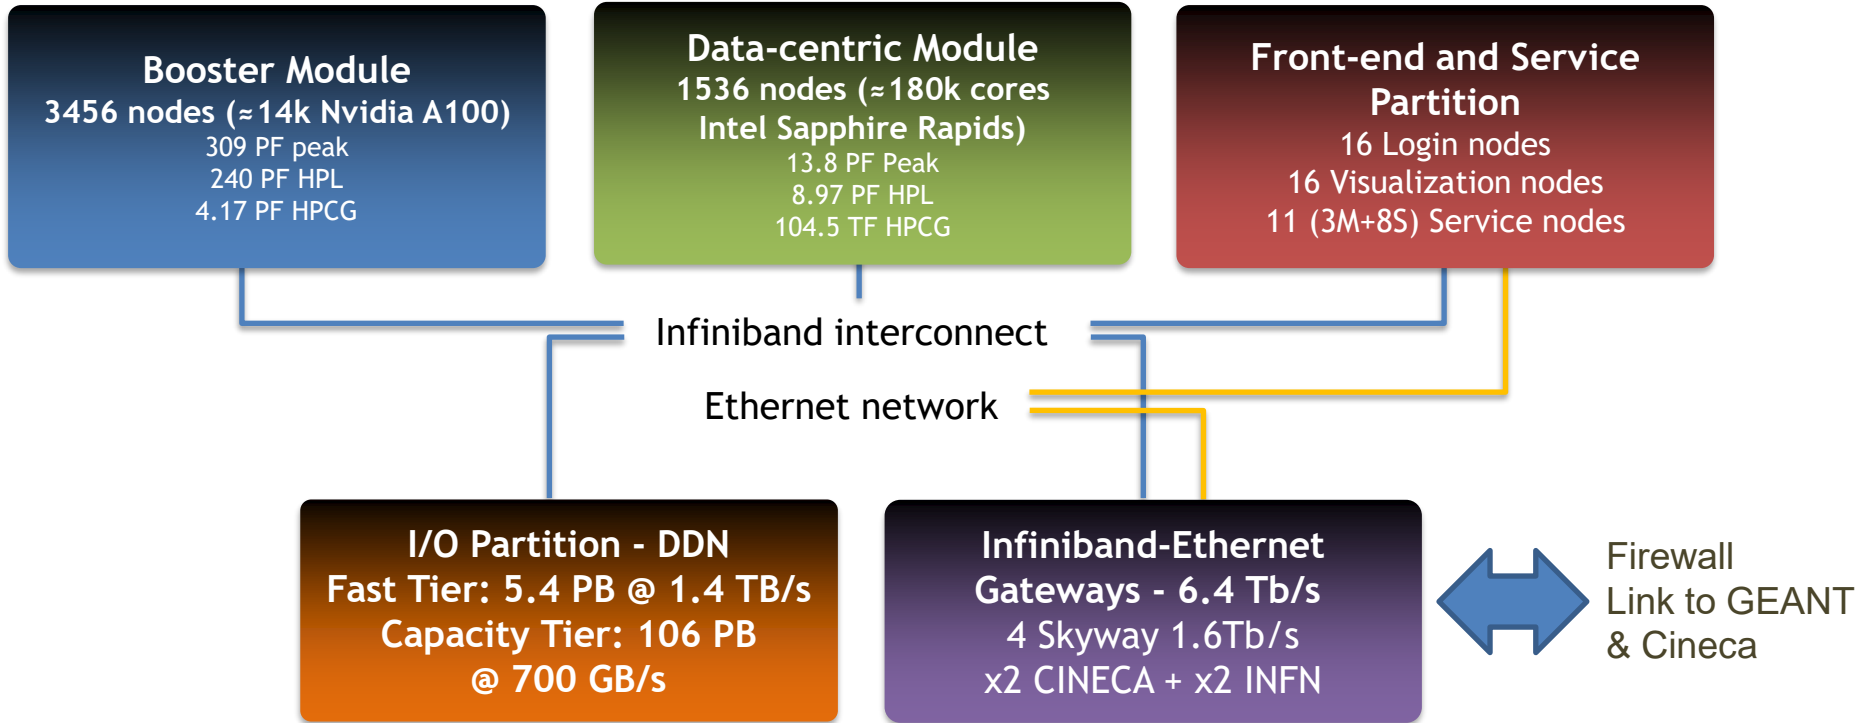 Booster Module
3456 nodes (≈14k Nvidia A100)
309 PF peak
240 PF HPL
4.17 PF HPCG
Data-centric Module
1536 nodes (≈180k cores
Intel Sapphire Rapids)
13.8 PF Peak
8.97 PF HPL
104.5 TF HPCG
Front-end and Service
Partition
16 Login nodes
16 Visualization nodes
11 (3M+8S) Service nodes
Infiniband interconnect
Ethernet network
I/O Partition - DDN
Fast Tier: 5.4 PB @ 1.4 TB/s
Capacity Tier: 106 PB
@ 700 GB/s
Infiniband-Ethernet
Gateways - 6.4 Tb/s
4 Skyway 1.6Tb/s
x2 CINECA + x2 INFN
Firewall
Link to GEANT
& Cineca